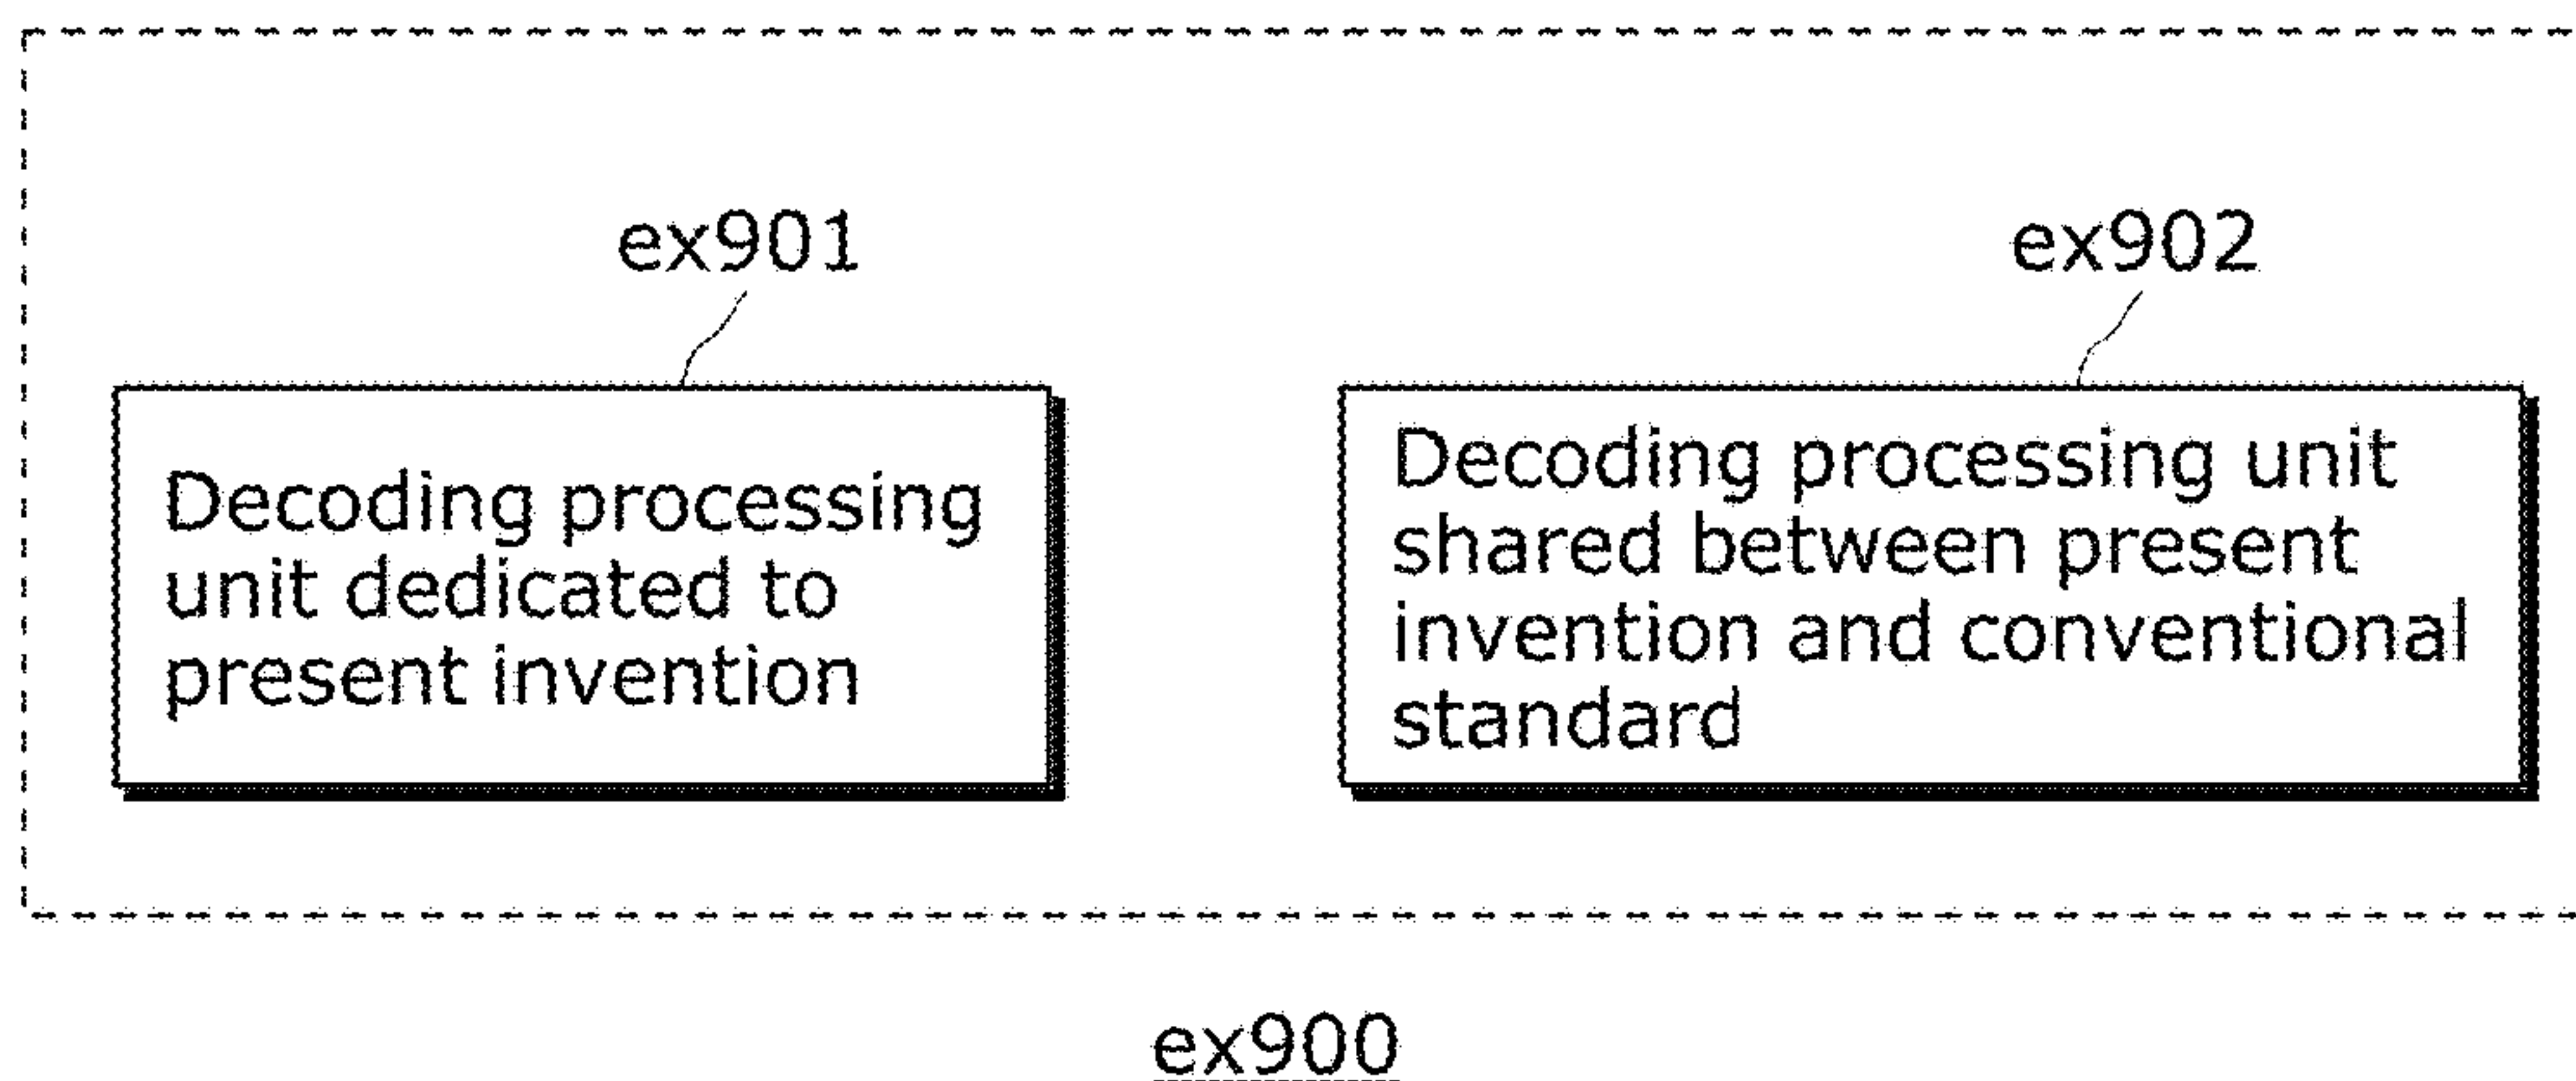 ex901
ex902
Decoding processing
unit dedicated to
present invention
Decoding processing unit
shared between present
invention and conventional
standard
ex900